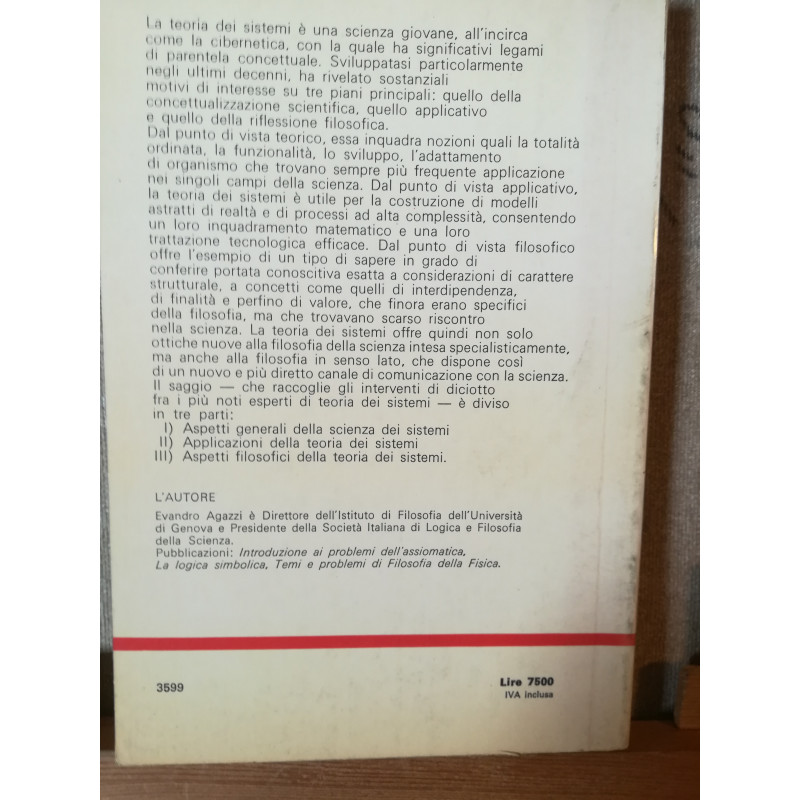 La teoria dei sistemi è una scienza giovane, all'incirca
come la cibernetica, con la quale ha significativi legami
di parentela concettuale. Sviluppatasi particolarmente
negli ultimi decenni, ha rivelato sostanziali
motivi di interesse su tre piani principali: quello della
concettualizzazione scientifica, quello applicativo
e quello della riflessione filosofica.
Dal punto di vista teorico, essa inquadra nozioni quali la totalità
ordinata, la funzionalità, lo sviluppo, l'adattamento
di organismo che trovano sempre più frequente applicazione
nei singoli campi della scienza. Dal punto di vista applicativo,
la teoria dei sistemi è utile per la costruzione di modelli
astratti di realtà e di processi ad alta complessità, consentendo
un loro inquadramento matematico e una loro
trattazione tecnologica efficace. Dal punto di vista filosofico
offre l'esempio di un tipo di sapere in grado di
conferire portata conoscitiva esatta a considerazioni di carattere
strutturale, a concetti come quelli di interdipendenza,
di finalità e perfino di valore, che finora erano specifici
della filosofia, ma che trovavano scarso riscontro
nella scienza. La teoria dei sistemi offre quindi non solo
ottiche nuove alla filosofia della scienza intesa specialisticamente,
ma anche alla filosofia in senso lato, che dispone così
di un nuovo e più diretto canale di comunicazione con la scienza.
Il saggio — che raccoglie gli interventi di diciotto
fra i più noti esperti di teoria dei sistemi — è diviso
in tre parti:
I) Aspetti generali della scienza dei sistemi
II) Applicazioni della teoria dei sistemi
III) Aspetti filosofici della teoria dei sistemi.
L'AUTORE
Evandro Agazzi è Direttore dell'Istituto di Filosofia dell'Università
di Genova e Presidente della Società Italiana di Logica e Filosofia
della Scienza.
Pubblicazioni: Introduzione ai problemi dell'assiomatica,
La logica simbolica, Temi e problemi di Filosofia della Fisica.
3599
Lire 7500
IVA inclusa